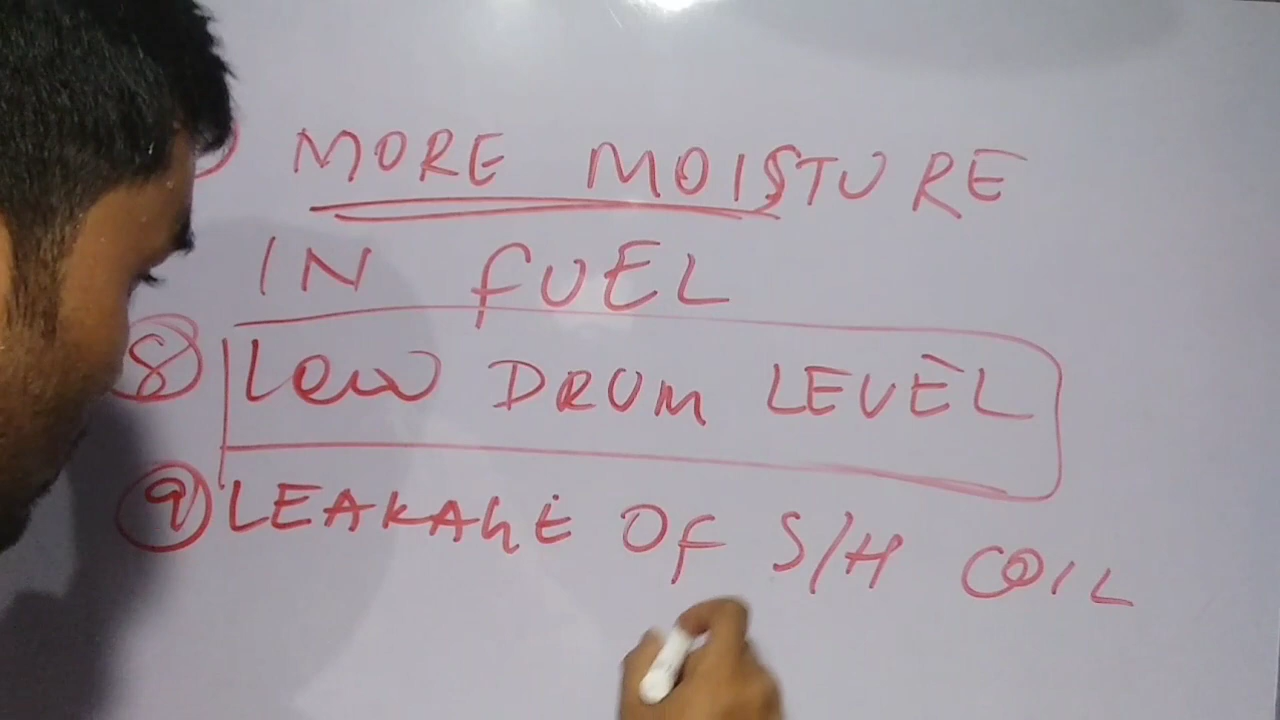 MORE MOISTURE
IN FUEL
8 LOW DRUM LEVEL
9 LEAKAGE OF S/H COIL